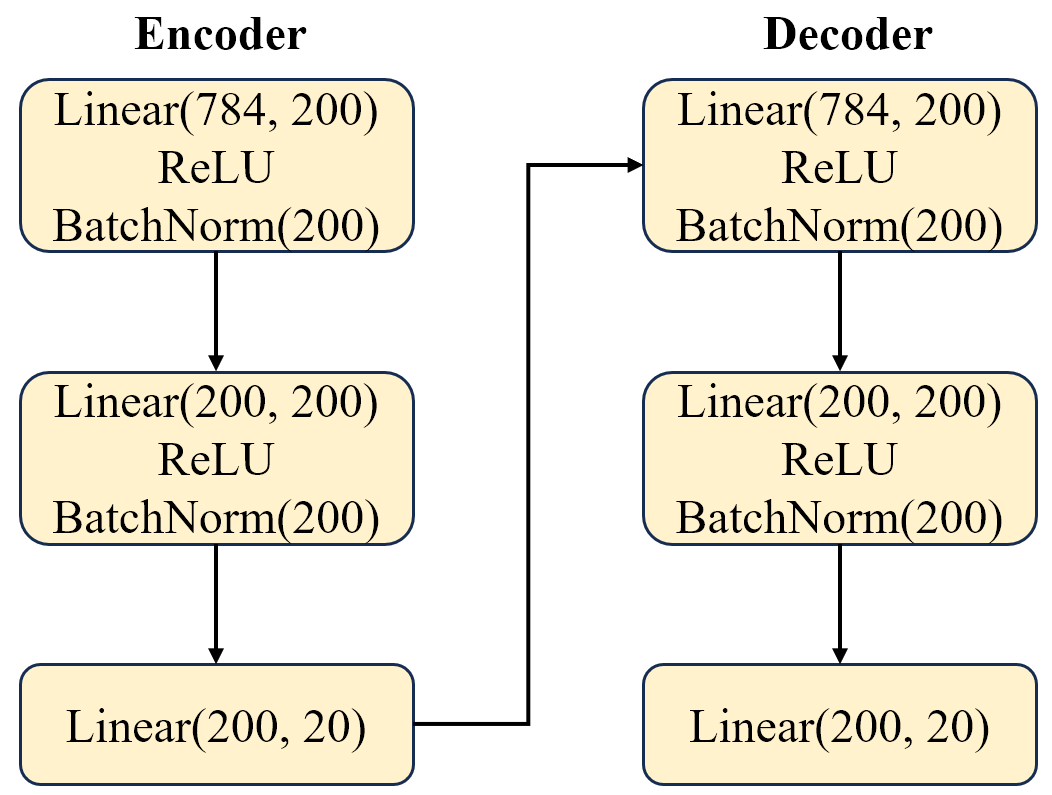 Encoder
Linear(784, 200)
ReLU
BatchNorm(200)
Linear(200, 200)
ReLU
BatchNorm(200)
Linear(200, 20)
Decoder
Linear(784, 200)
ReLU
BatchNorm(200)
Linear(200, 200)
ReLU
BatchNorm(200)
Linear(200, 20)